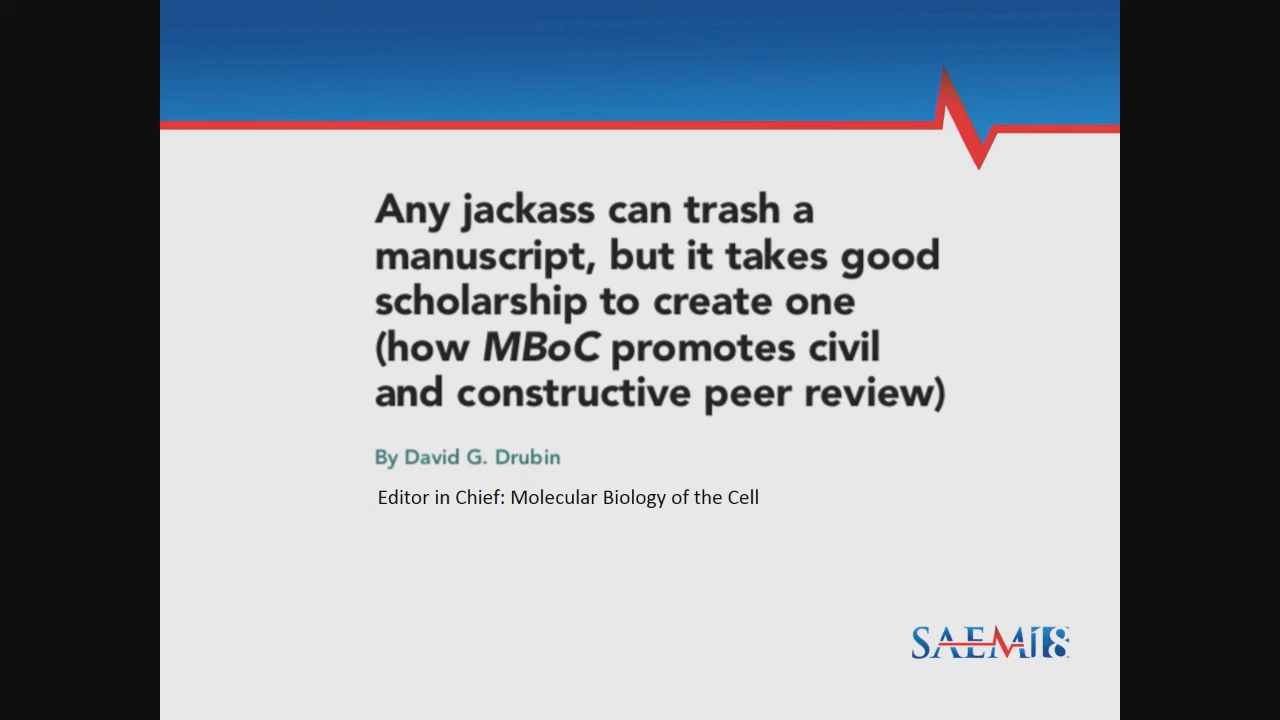 Any jackass can trash a
manuscript, but it takes good
scholarship to create one
(how MBoC promotes civil
and constructive peer review)
By David G. Drubin
Editor in Chief: Molecular Biology of the Cell
SAEM18